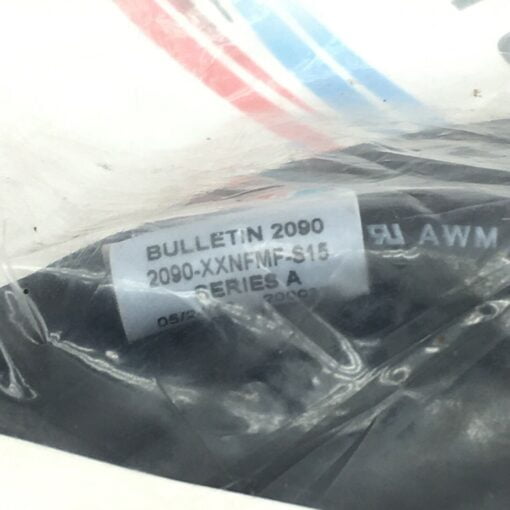 BULLETIN 2090
2090-XXNFMF-S15
SERIES A
AWM